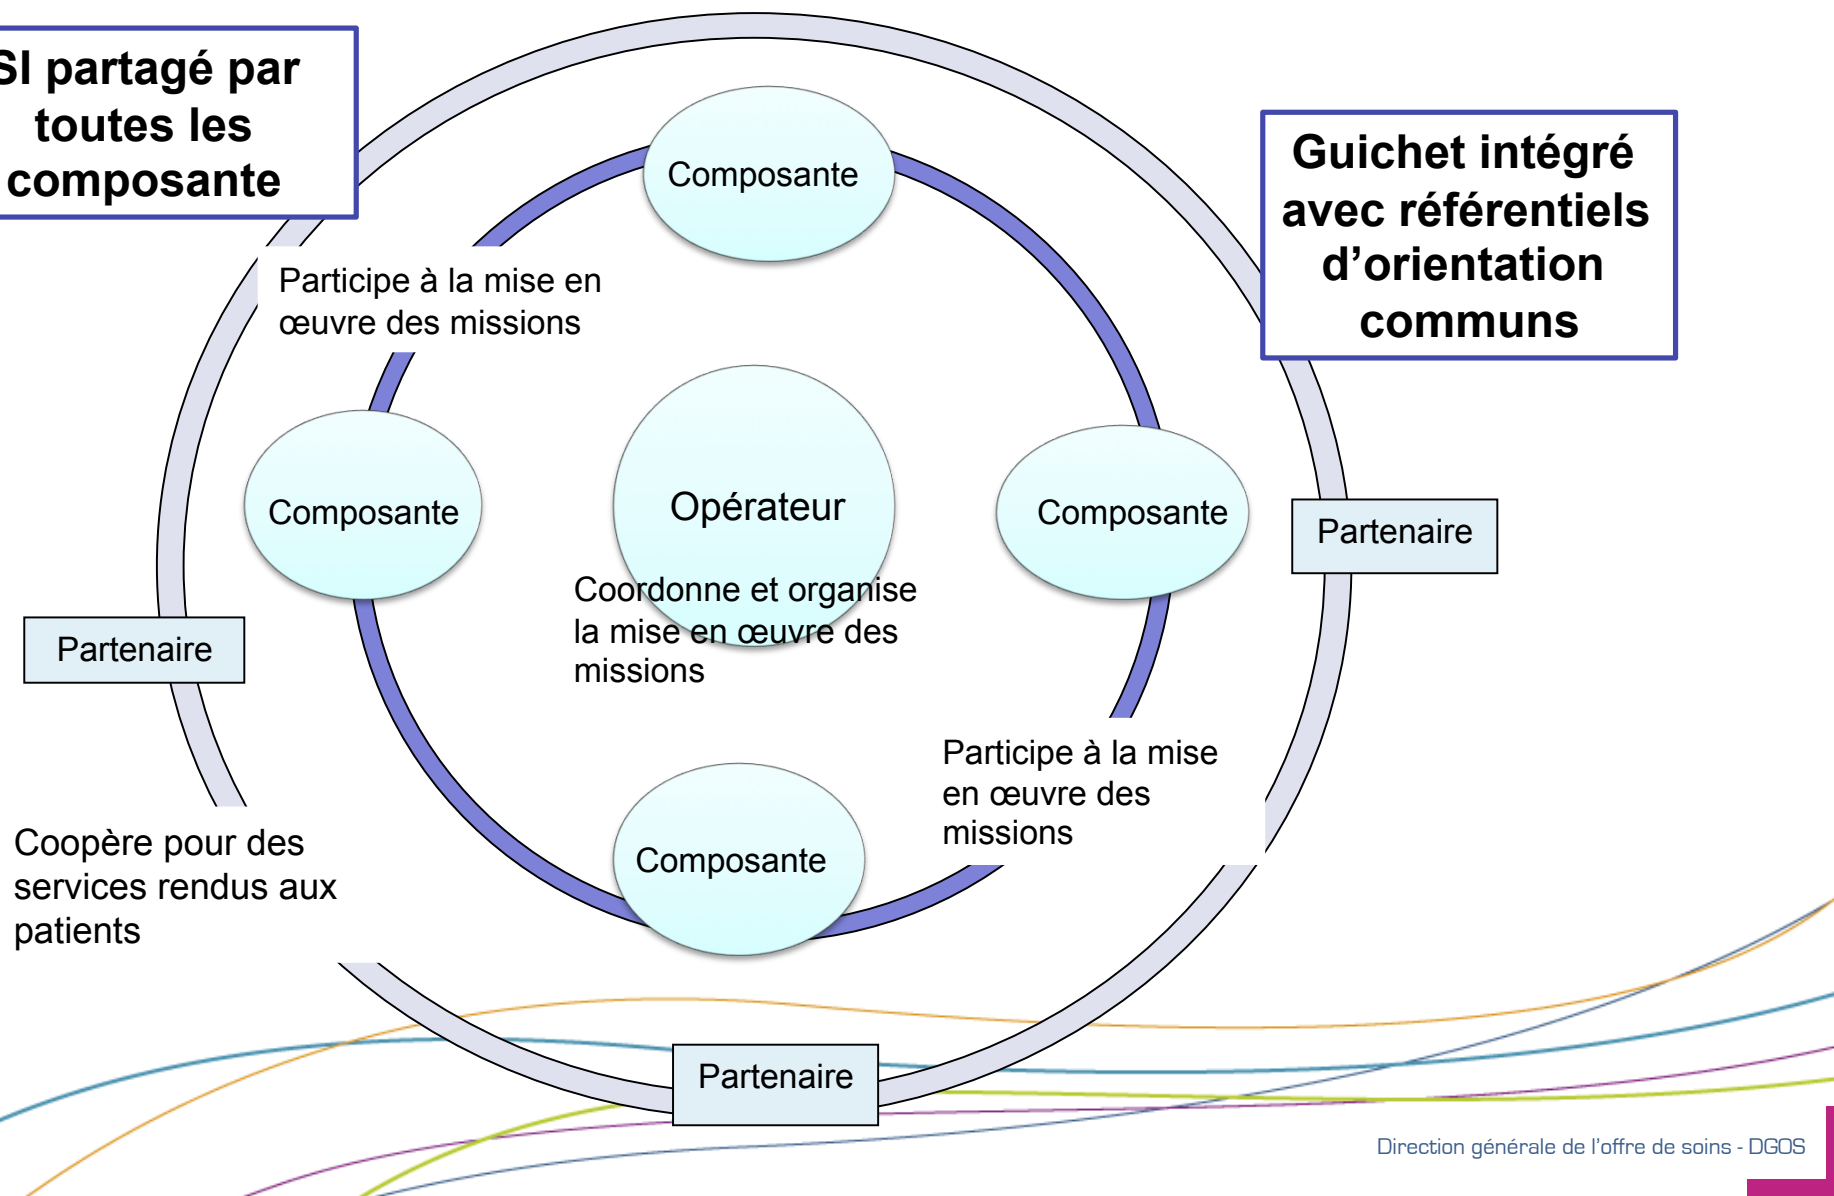 SI partagé par
toutes les
composante
Composante
Guichet intégré
avec référentiels
d’orientation
communs
Participe à la mise en
œuvre des missions
Composante
Opérateur
Composante
Partenaire
Coordonne et organise
la mise en œuvre des
missions
Partenaire
Participe à la mise
en œuvre des
missions
Composante
Coopère pour des
services rendus aux
patients
Partenaire
Direction générale de l’offre de soins - DGOS